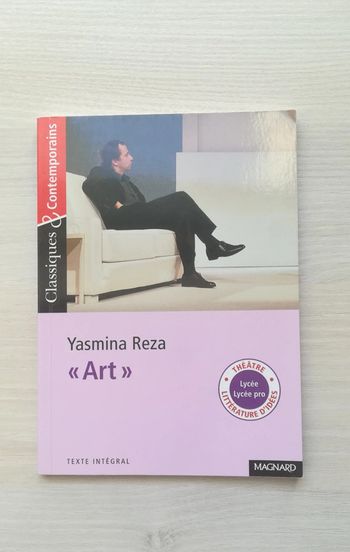 Classiques & Contemporains
Yasmina Reza
« Art »
THÉÂTRE
Lycée
Lycée pro
LITTÉRATURE D'IDÉES
TEXTE INTÉGRAL
MAGNARD